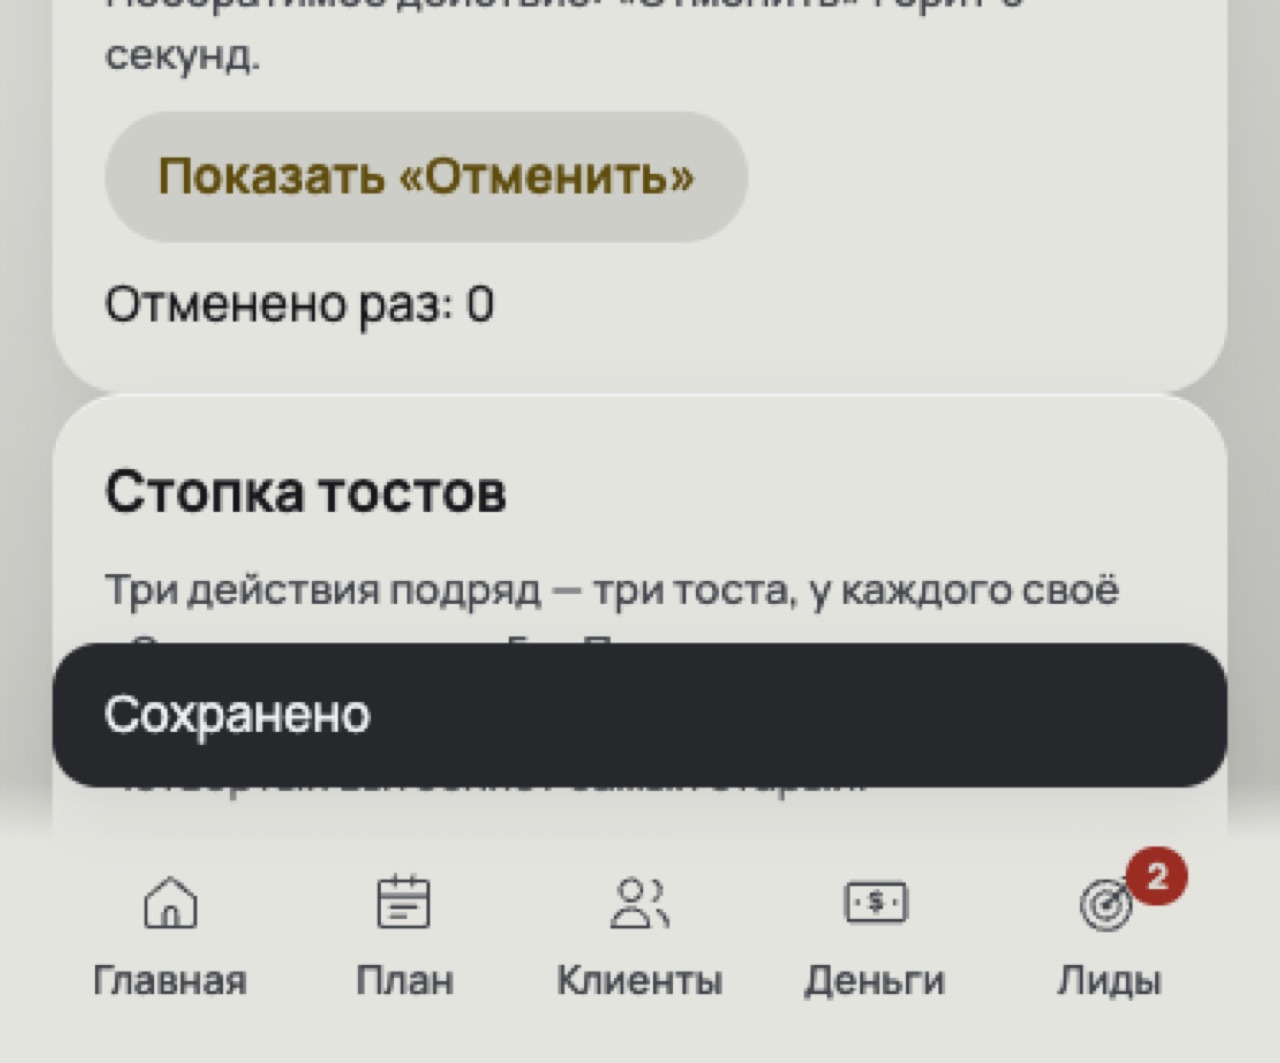 секунд.
Показать «Отменить»
Отменено раз: 0
Стопка тостов
Три действия подряд — три тоста, у каждого своё
Сохранено
2
Главная
План
Клиенты
Деньги
Лиды